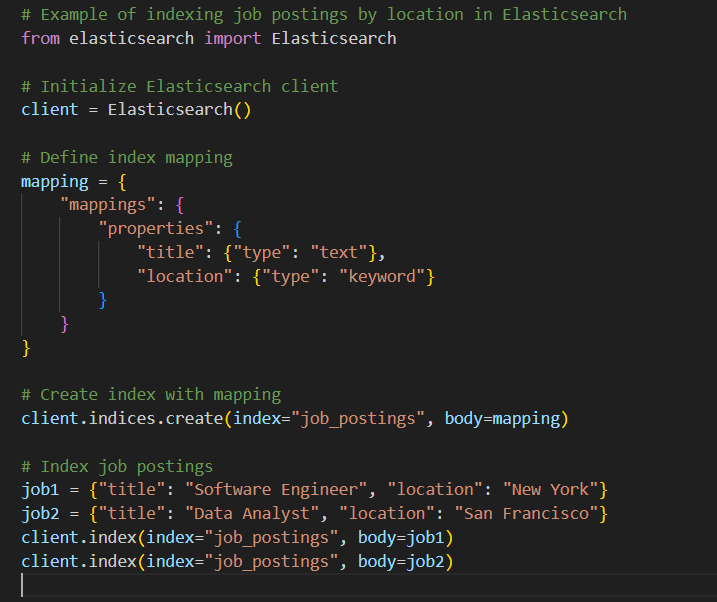 # Example of indexing job postings by location in Elasticsearch
from elasticsearch import Elasticsearch
# Initialize Elasticsearch client
client = Elasticsearch()
# Define index mapping
mapping = {
    "mappings": {
        "properties": {
            "title": {"type": "text"},
            "location": {"type": "keyword"}
        }
    }
}
# Create index with mapping
client.indices.create(index="job_postings", body=mapping)
# Index job postings
job1 = {"title": "Software Engineer", "location": "New York"}
job2 = {"title": "Data Analyst", "location": "San Francisco"}
client.index(index="job_postings", body=job1)
client.index(index="job_postings", body=job2)